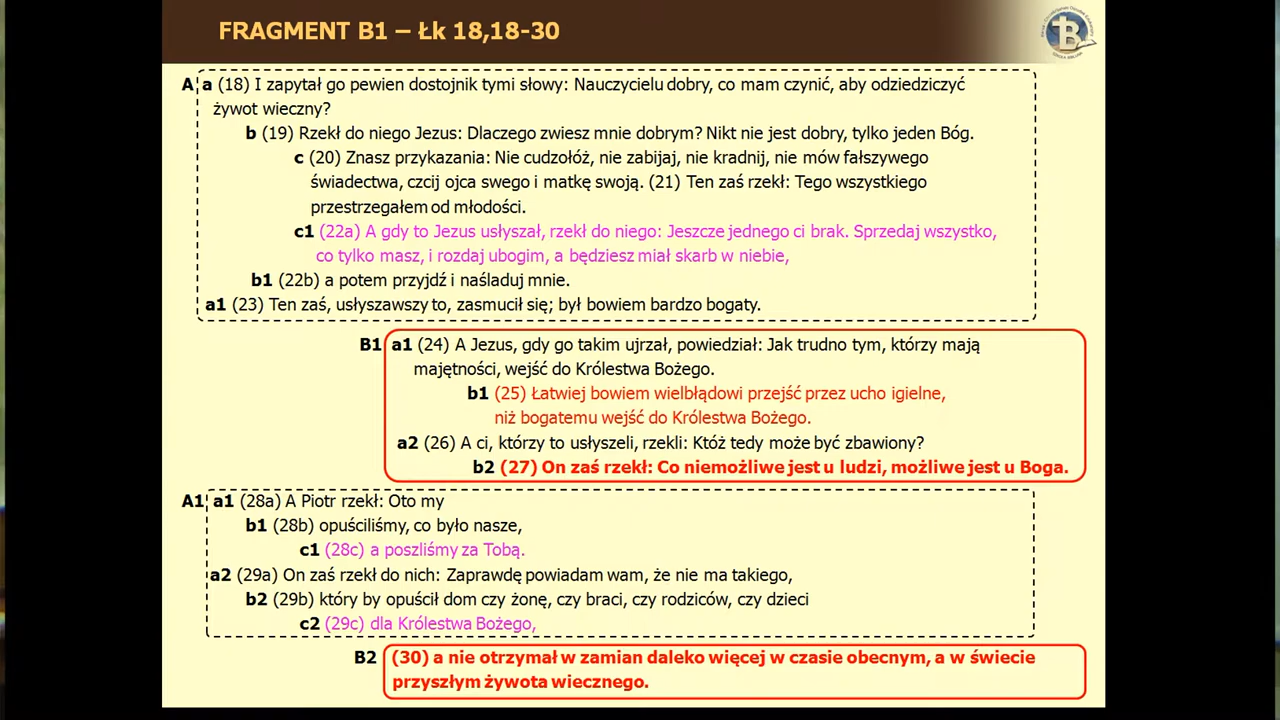 FRAGMENT B1 – Łk 18,18-30
A a (18) I zapytał go pewien dostojnik tymi słowy: Nauczycielu dobry, co mam czynić, aby odziedziczyć
żywot wieczny?
b (19) Rzekł do niego Jezus: Dlaczego zwiesz mnie dobrym? Nikt nie jest dobry, tylko jeden Bóg.
c (20) Znasz przykazania: Nie cudzołóż, nie zabijaj, nie kradnij, nie mów fałszywego
świadectwa, czcij ojca swego i matkę swoją. (21) Ten zaś rzekł: Tego wszystkiego
przestrzegałem od młodości.
c1 (22a) A gdy to Jezus usłyszał, rzekł do niego: Jeszcze jednego ci brak. Sprzedaj wszystko,
co tylko masz, i rozdaj ubogim, a będziesz miał skarb w niebie,
b1 (22b) a potem przyjdź i naśladuj mnie.
a1 (23) Ten zaś, usłyszawszy to, zasmucił się; był bowiem bardzo bogaty.
B1 a1 (24) A Jezus, gdy go takim ujrzał, powiedział: Jak trudno tym, którzy mają
majętności, wejść do Królestwa Bożego.
b1 (25) Łatwiej bowiem wielbłądowi przejść przez ucho igielne,
niż bogatemu wejść do Królestwa Bożego.
a2 (26) A ci, którzy to usłyszeli, rzekli: Któż tedy może być zbawiony?
b2 (27) On zaś rzekł: Co niemożliwe jest u ludzi, możliwe jest u Boga.
A1 a1 (28a) A Piotr rzekł: Oto my
b1 (28b) opuściliśmy, co było nasze,
c1 (28c) a poszliśmy za Tobą.
a2 (29a) On zaś rzekł do nich: Zaprawdę powiadam wam, że nie ma takiego,
b2 (29b) który by opuścił dom czy żonę, czy braci, czy rodziców, czy dzieci
c2 (29c) dla Królestwa Bożego,
B2 (30) a nie otrzymał w zamian daleko więcej w czasie obecnym, a w świecie
przyszłym żywota wiecznego.